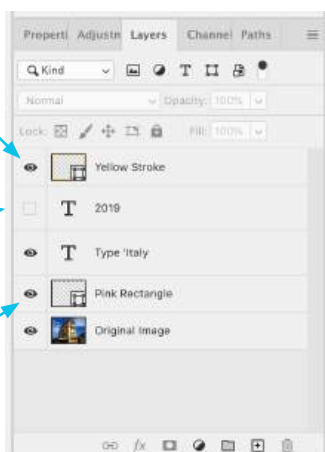 Properti Adjustn Layers Channel Paths
Kind T
Normal Opacity: 100%
Lock: Fill: 100%
Yellow Stroke
T 2019
T Type 'Italy
Pink Rectangle
Original Image
fx